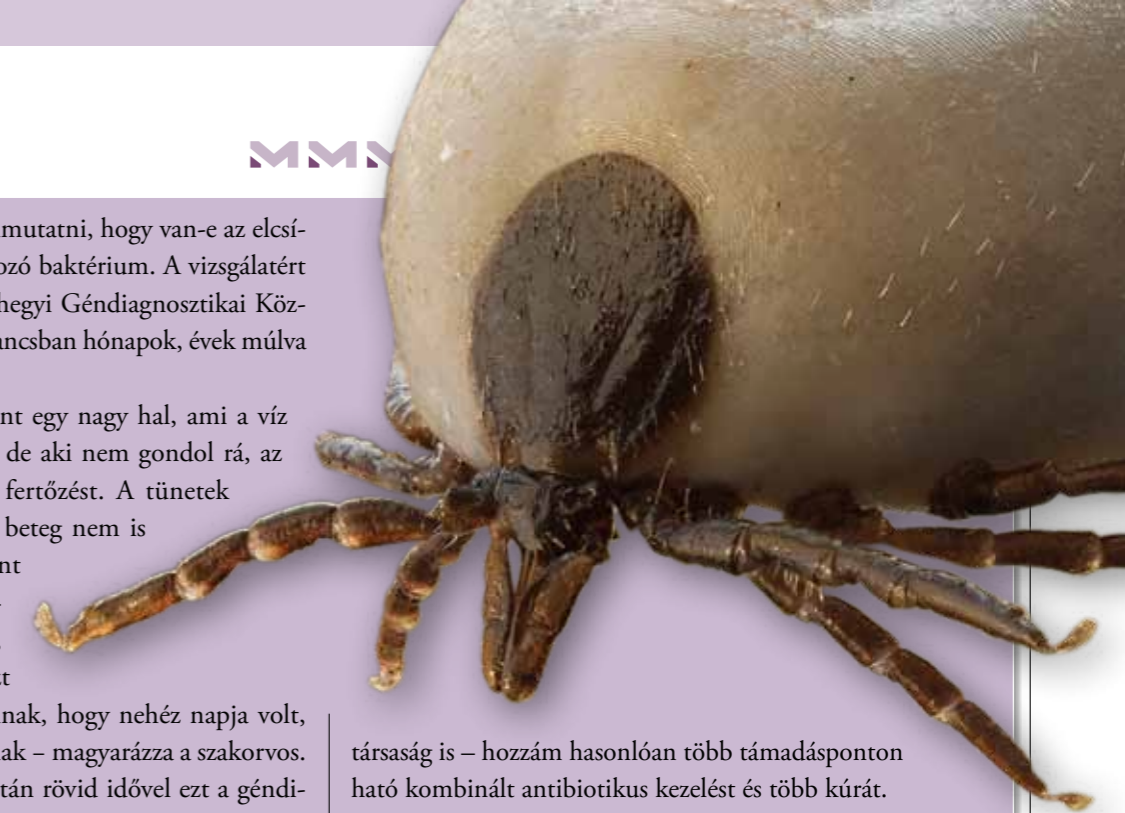 mutatni, hogy van-e az elcsí-
ozó baktérium. A vizsgálatért
hegyi Géndiagnosztikai Köz-
ancsban hónapok, évek múlva
nt egy nagy hal, ami a víz
de aki nem gondol rá, az
fertőzést. A tünetek
beteg nem is
nt
zt
nak, hogy nehéz napja volt,
ak – magyarázza a szakorvos.
tán rövid idővel ezt a géndi-
társaság is – hozzám hasonlóan több támadásponton
ható kombinált antibiotikus kezelést és több kúrát.